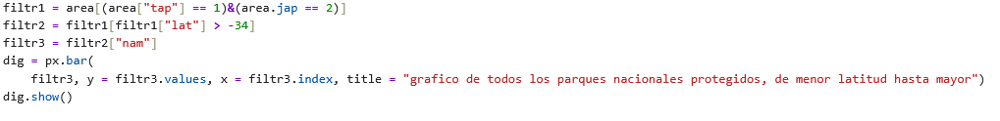 filtr1 = area[(area["tap"] == 1)&(area.jap == 2)]
filtr2 = filtr1[filtr1["lat"] > -34]
filtr3 = filtr2["nam"]
dig = px.bar(
    filtr3, y = filtr3.values, x = filtr3.index, title = "grafico de todos los parques nacionales protegidos, de menor latitud hasta mayor")
dig.show()